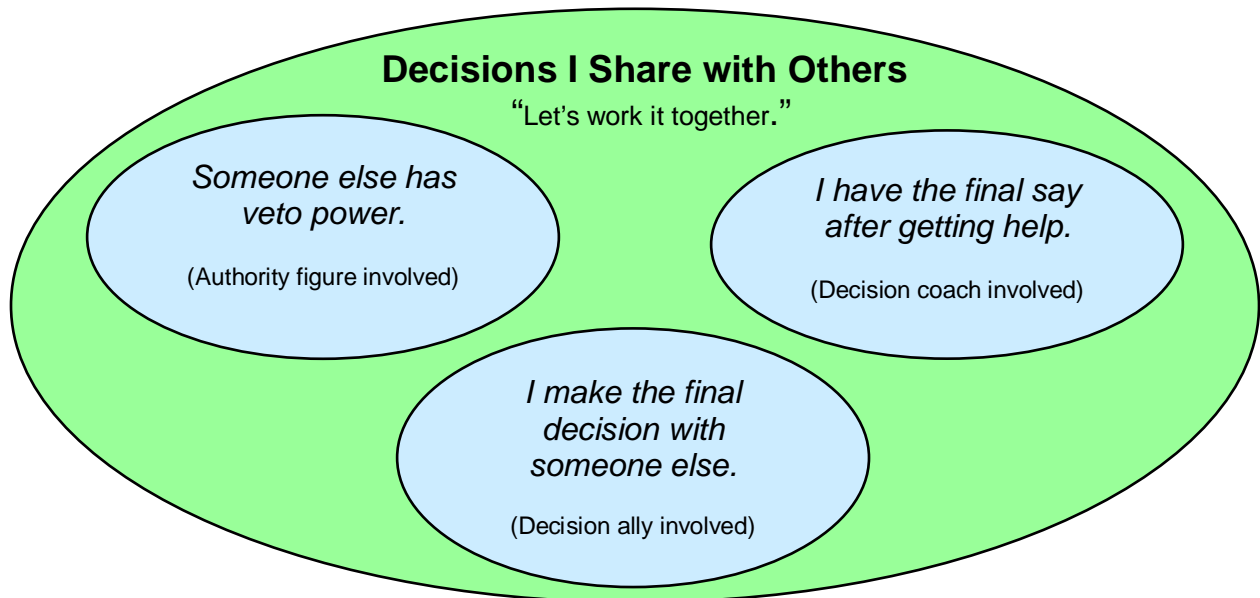 Decisions I Share with Others
“Let’s work it together.”
Someone else has
veto power.
(Authority figure involved)
I have the final say
after getting help.
(Decision coach involved)
I make the final
decision with
someone else.
(Decision ally involved)